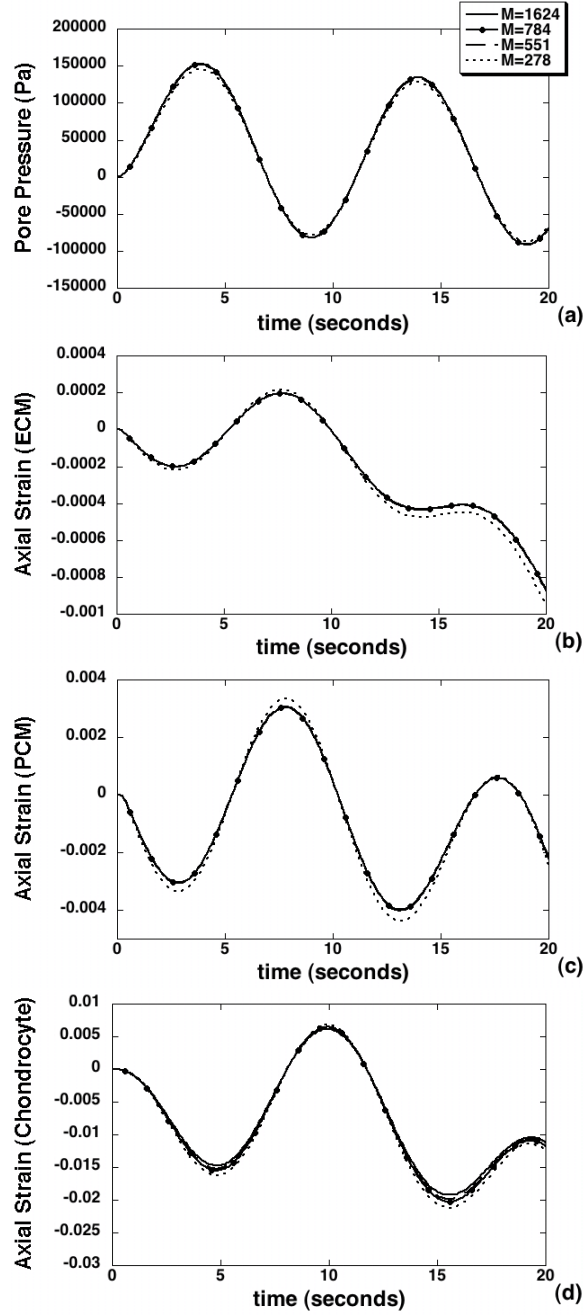 M=1624
M=784
M=551
M=278
200000
150000
100000
50000
0
-50000
-100000
-150000
Pore Pressure (Pa)
0 5 10 15 20
time (seconds)
(a)
0.0004
0.0002
0
-0.0002
-0.0004
-0.0006
-0.0008
-0.001
Axial Strain (ECM)
0 5 10 15 20
time (seconds)
(b)
0.004
0.002
0
-0.002
-0.004
Axial Strain (PCM)
0 5 10 15 20
time (seconds)
(c)
0.01
0.005
0
-0.005
-0.01
-0.015
-0.02
-0.025
-0.03
Axial Strain (Chondrocyte)
0 5 10 15 20
time (seconds)
(d)